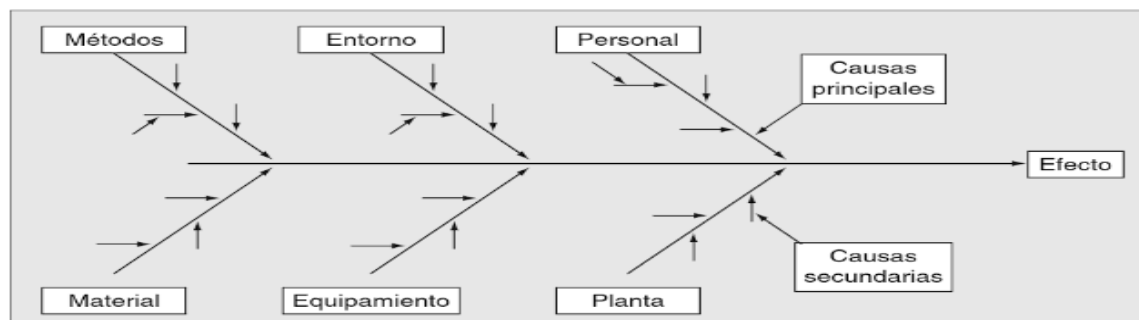 Métodos
Entorno
Personal
Causas
principales
Efecto
Causas
secundarias
Material
Equipamiento
Planta